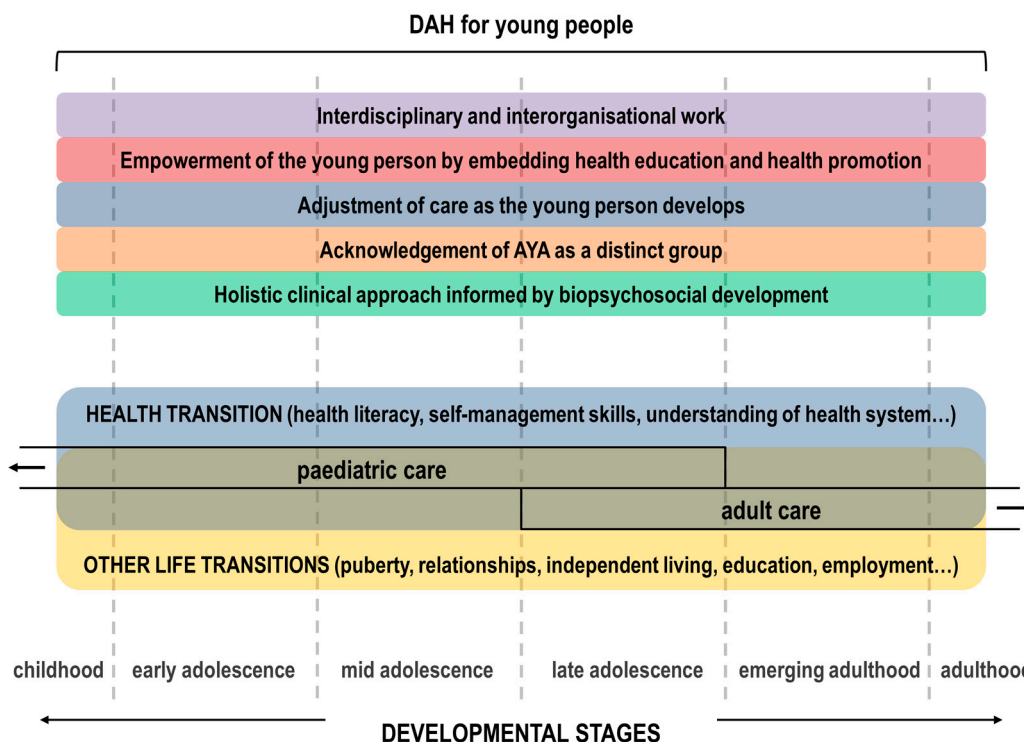 DAH for young people
Interdisciplinary and interorganisational work
Empowerment of the young person by embedding health education and health promotion
Adjustment of care as the young person develops
Acknowledgement of AYA as a distinct group
Holistic clinical approach informed by biopsychosocial development
HEALTH TRANSITION (health literacy, self-management skills, understanding of health system…)
paediatric care
adult care
OTHER LIFE TRANSITIONS (puberty, relationships, independent living, education, employment…)
childhood early adolescence mid adolescence late adolescence emerging adulthood adulthood
DEVELOPMENTAL STAGES